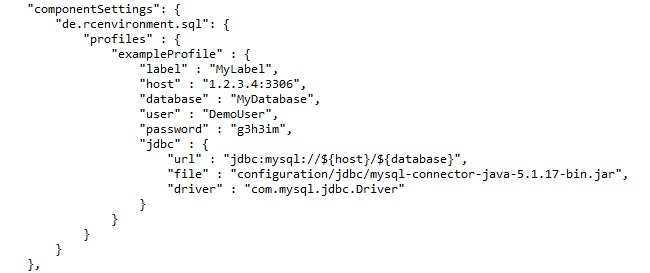 "componentSettings": {
    "de.rcenvironment.sql": {
        "profiles" : {
            "exampleProfile" : {
                "label" : "MyLabel",
                "host" : "1.2.3.4:3306",
                "database" : "MyDatabase",
                "user" : "DemoUser",
                "password" : "g3h3im",
                "jdbc" : {
                    "url" : "jdbc:mysql://${host}/${database}",
                    "file" : "configuration/jdbc/mysql-connector-java-5.1.17-bin.jar",
                    "driver" : "com.mysql.jdbc.Driver"
                }
            }
        }
    }
},